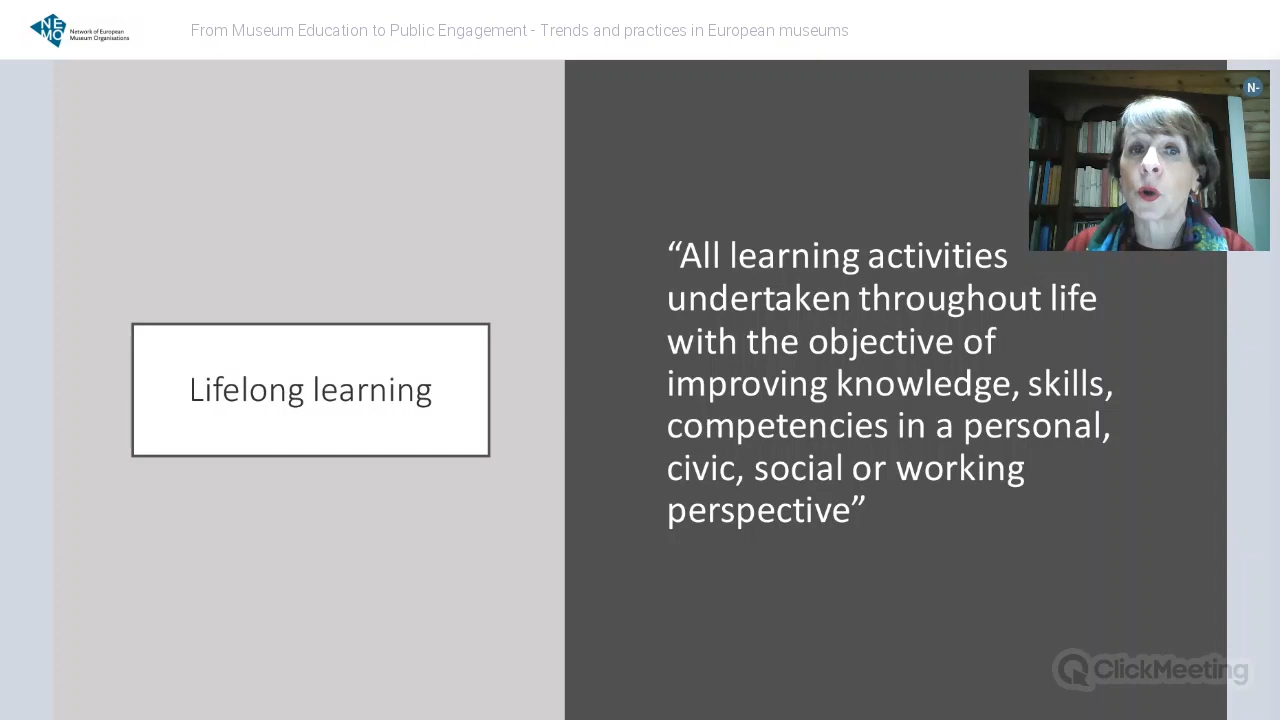 NE
MO
Network of European
Museum Organisations
From Museum Education to Public Engagement - Trends and practices in European museums
N-
Lifelong learning
“All learning activities
undertaken throughout life
with the objective of
improving knowledge, skills,
competencies in a personal,
civic, social or working
perspective”
ClickMeeting